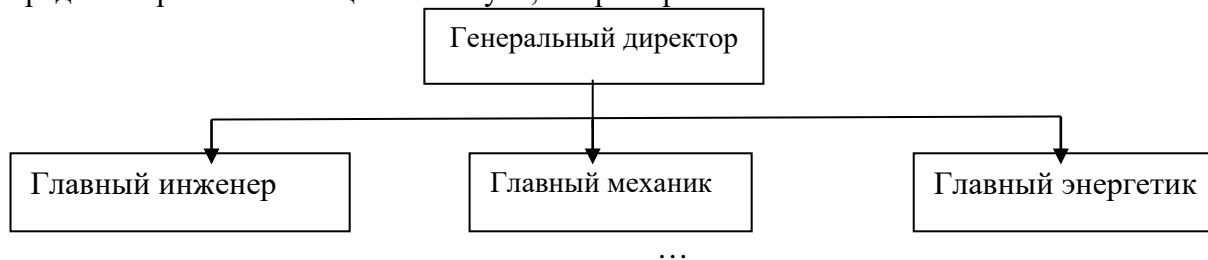 Генеральный директор
Главный инженер Главный механик Главный энергетик
…